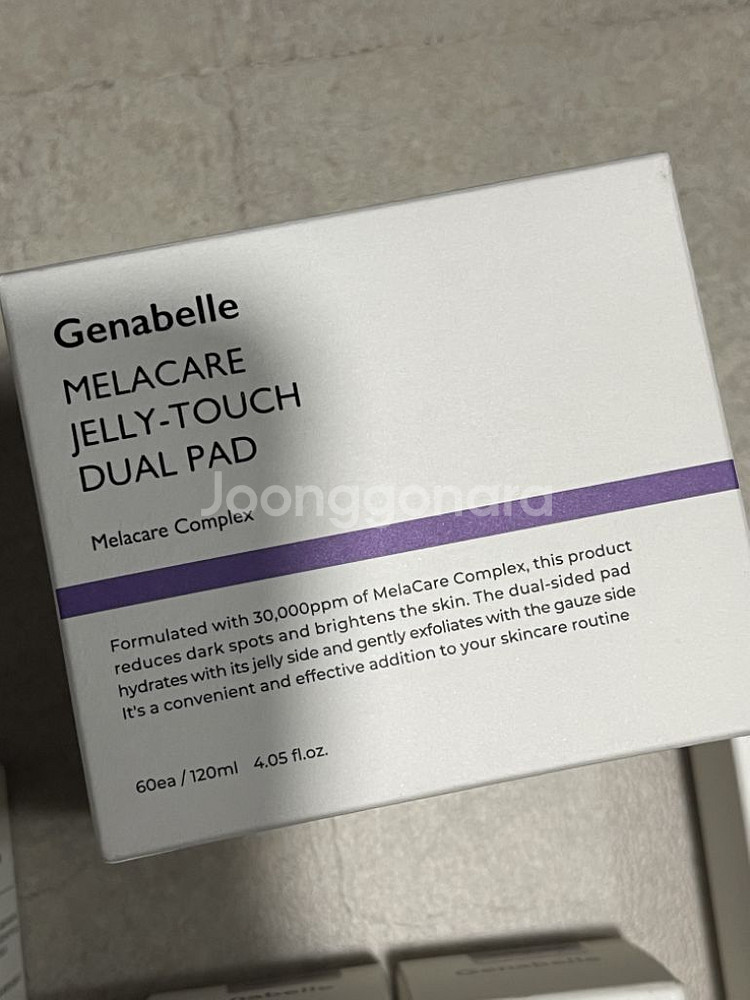 Genabelle
MELACARE
JELLY-TOUCH
DUAL PAD
Melacare Complex
Joonggonara
Formulated with 30,000ppm of MelaCare Complex, this product
reduces dark spots and brightens the skin. The dual-sided pad
hydrates with its jelly side and gently exfoliates with the gauze side
It's a convenient and effective addition to your skincare routine
60ea / 120ml 4.05 fl.oz.
Genabelle
Genabelle